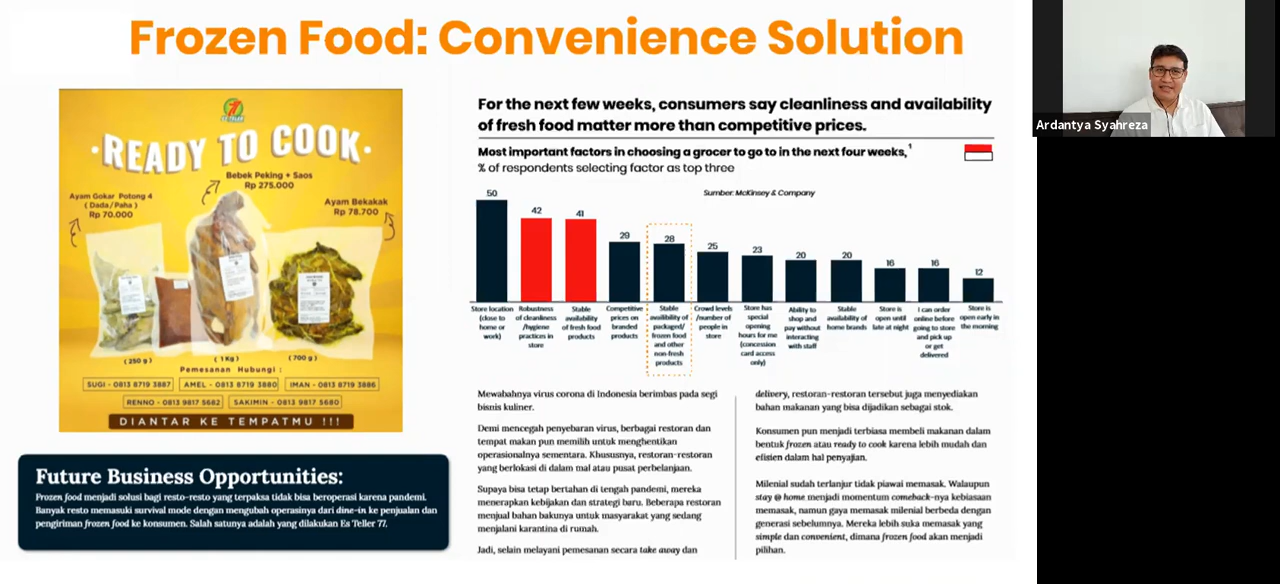 Frozen Food: Convenience Solution
Ardantya Syahreza
ES TELER
READY TO COOK
Ayam Gokar Potong 4
( Dada/Paha )
Rp 70.000
Bebek Peking + Saos
Rp 275.000
Ayam Bekakak
Rp 78.700
( 250 g )
( 1 Kg )
( 700 g )
Pemesanan Hubungi :
SUGI - 0813 8719 3887
AMEL - 0813 8719 3880
IMAN - 0813 8719 3886
RENNO - 0813 9817 5682
SAKIMIN - 0813 9817 5680
DIANTAR KE TEMPATMU !!!
Future Business Opportunities:
Frozen food menjadi solusi bagi resto-resto yang terpaksa tidak bisa beroperasi karena pandemi.
Banyak resto memasuki survival mode dengan mengubah operasinya dari dine-in ke penjualan dan
pengiriman frozen food ke konsumen. Salah satunya adalah yang dilakukan Es Teller 77.
For the next few weeks, consumers say cleanliness and availability
of fresh food matter more than competitive prices.
Most important factors in choosing a grocer to go to in the next four weeks,¹
% of respondents selecting factor as top three
Sumber: McKinsey & Company
50
42
41
29
28
25
23
20
20
16
16
12
Store location
(close to
home or
work)
Robustness
of cleanliness
/hygiene
practices in
store
Stable
availability
of fresh food
products
Competitive
prices on
branded
products
Stable
availibility of
packaged/
frozen food
and other
non-fresh
products
Crowd levels
/number of
people in
store
Store has
special
opening
hours for me
(concession
card access
only)
Ability to
shop and
pay without
interacting
with staff
Stable
availability of
home brands
Store is
open until
late at night
I can order
online before
going to store
and pick up
or get
delivered
Store is
open early in
the morning
Mewabahnya virus corona di Indonesia berimbas pada segi
bisnis kuliner.
Demi mencegah penyebaran virus, berbagai restoran dan
tempat makan pun memilih untuk menghentikan
operasionalnya sementara. Khususnya, restoran-restoran
yang berlokasi di dalam mal atau pusat perbelanjaan.
Supaya bisa tetap bertahan di tengah pandemi, mereka
menerapkan kebijakan dan strategi baru. Beberapa restoran
menjual bahan bakunya untuk masyarakat yang sedang
menjalani karantina di rumah.
Jadi, selain melayani pemesanan secara take away dan
delivery, restoran-restoran tersebut juga menyediakan
bahan makanan yang bisa dijadikan sebagai stok.
Konsumen pun menjadi terbiasa membeli makanan dalam
bentuk frozen atau ready to cook karena lebih mudah dan
efisien dalam hal penyajian.
Milenial sudah terlanjur tidak piawai memasak. Walaupun
stay @ home menjadi momentum comeback-nya kebiasaan
memasak, namun gaya memasak milenial berbeda dengan
generasi sebelumnya. Mereka lebih suka memasak yang
simple dan convenient, dimana frozen food akan menjadi
pilihan.